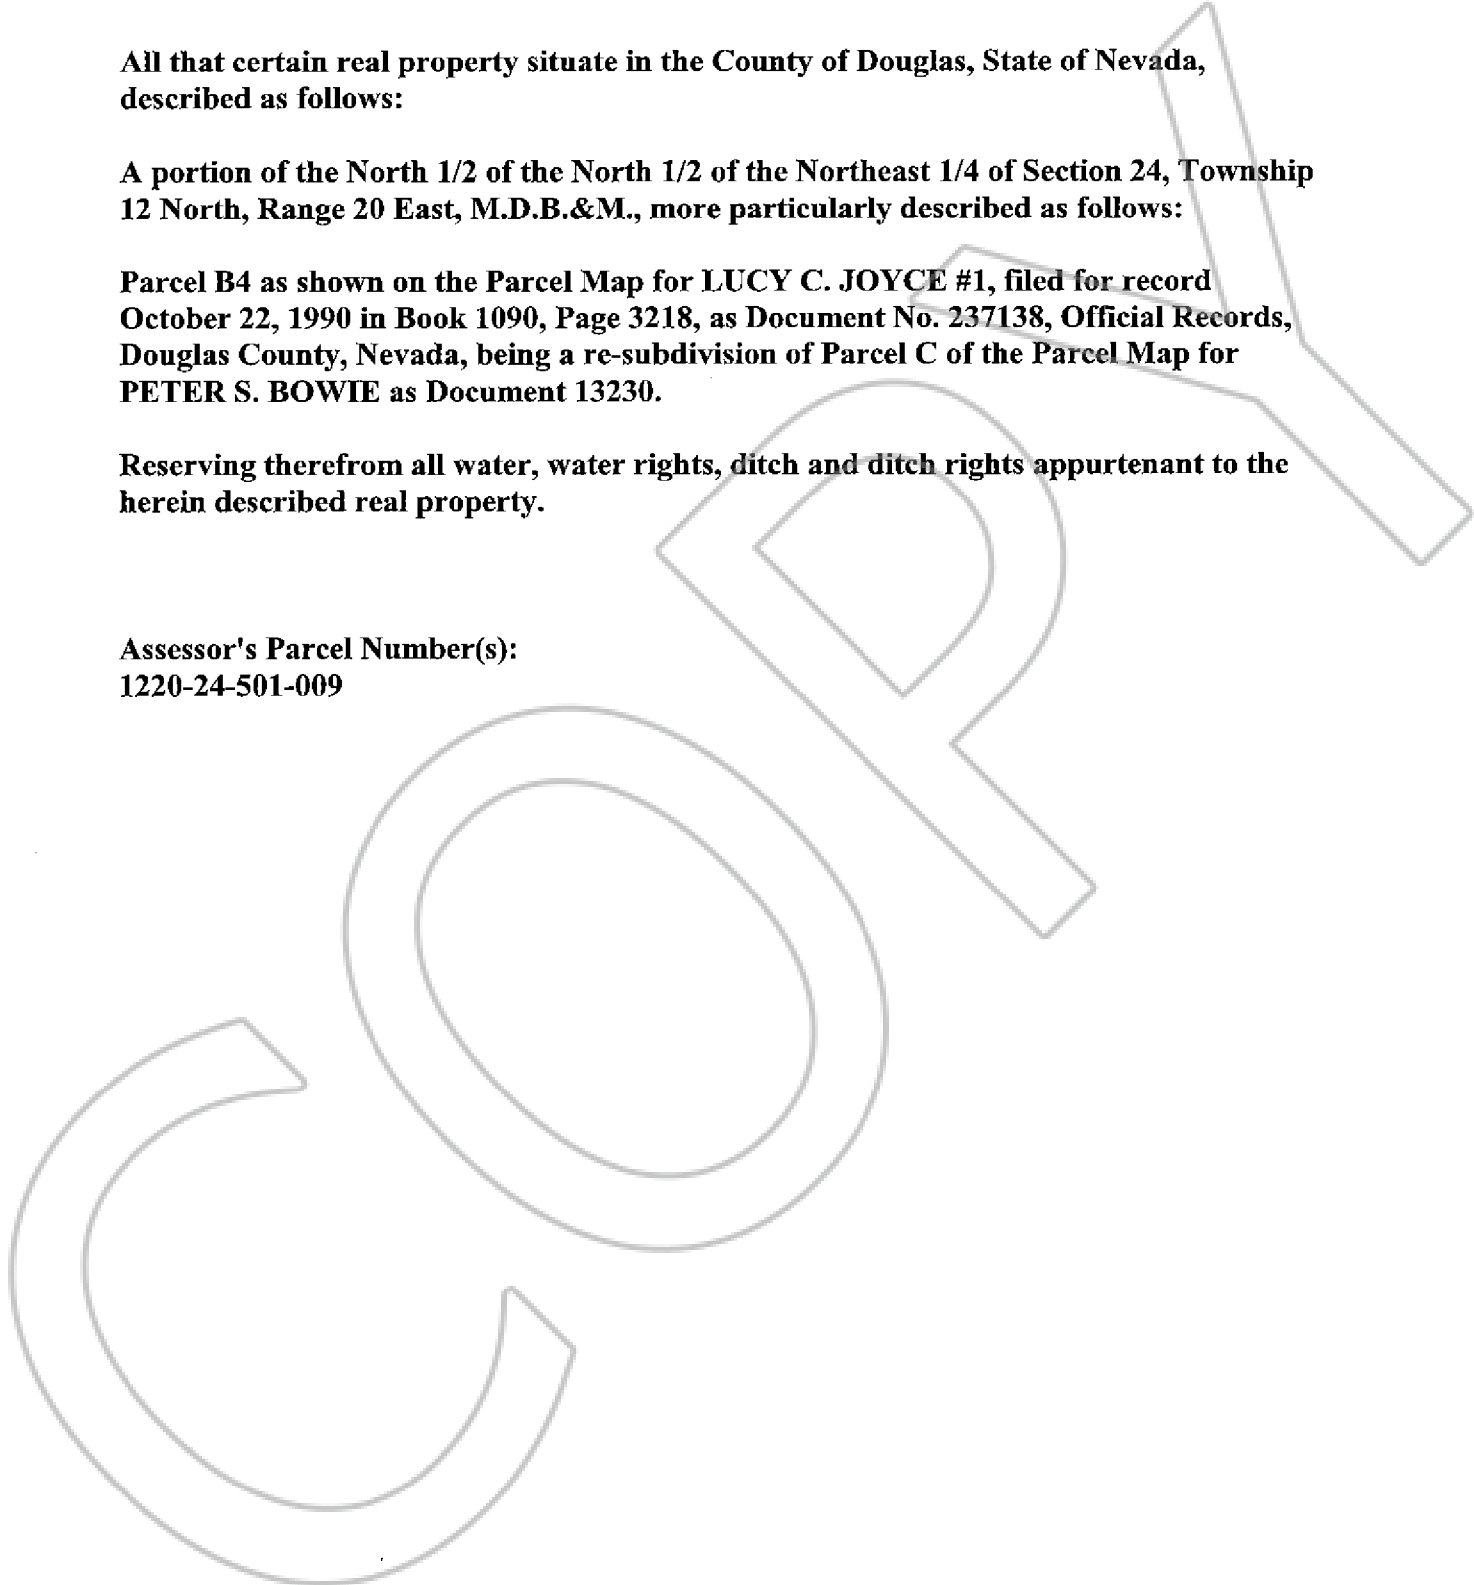 All that certain real property situate in the County of Douglas, State of Nevada,
described as follows:
A portion of the North 1/2 of the North 1/2 of the Northeast 1/4 of Section 24, Township
12 North, Range 20 East, M.D.B.&M., more particularly described as follows:
Parcel B4 as shown on the Parcel Map for LUCY C. JOYCE #1, filed for record
October 22, 1990 in Book 1090, Page 3218, as Document No. 237138, Official Records,
Douglas County, Nevada, being a re-subdivision of Parcel C of the Parcel Map for
PETER S. BOWIE as Document 13230.
Reserving therefrom all water, water rights, ditch and ditch rights appurtenant to the
herein described real property.
Assessor's Parcel Number(s):
1220-24-501-009
COPY